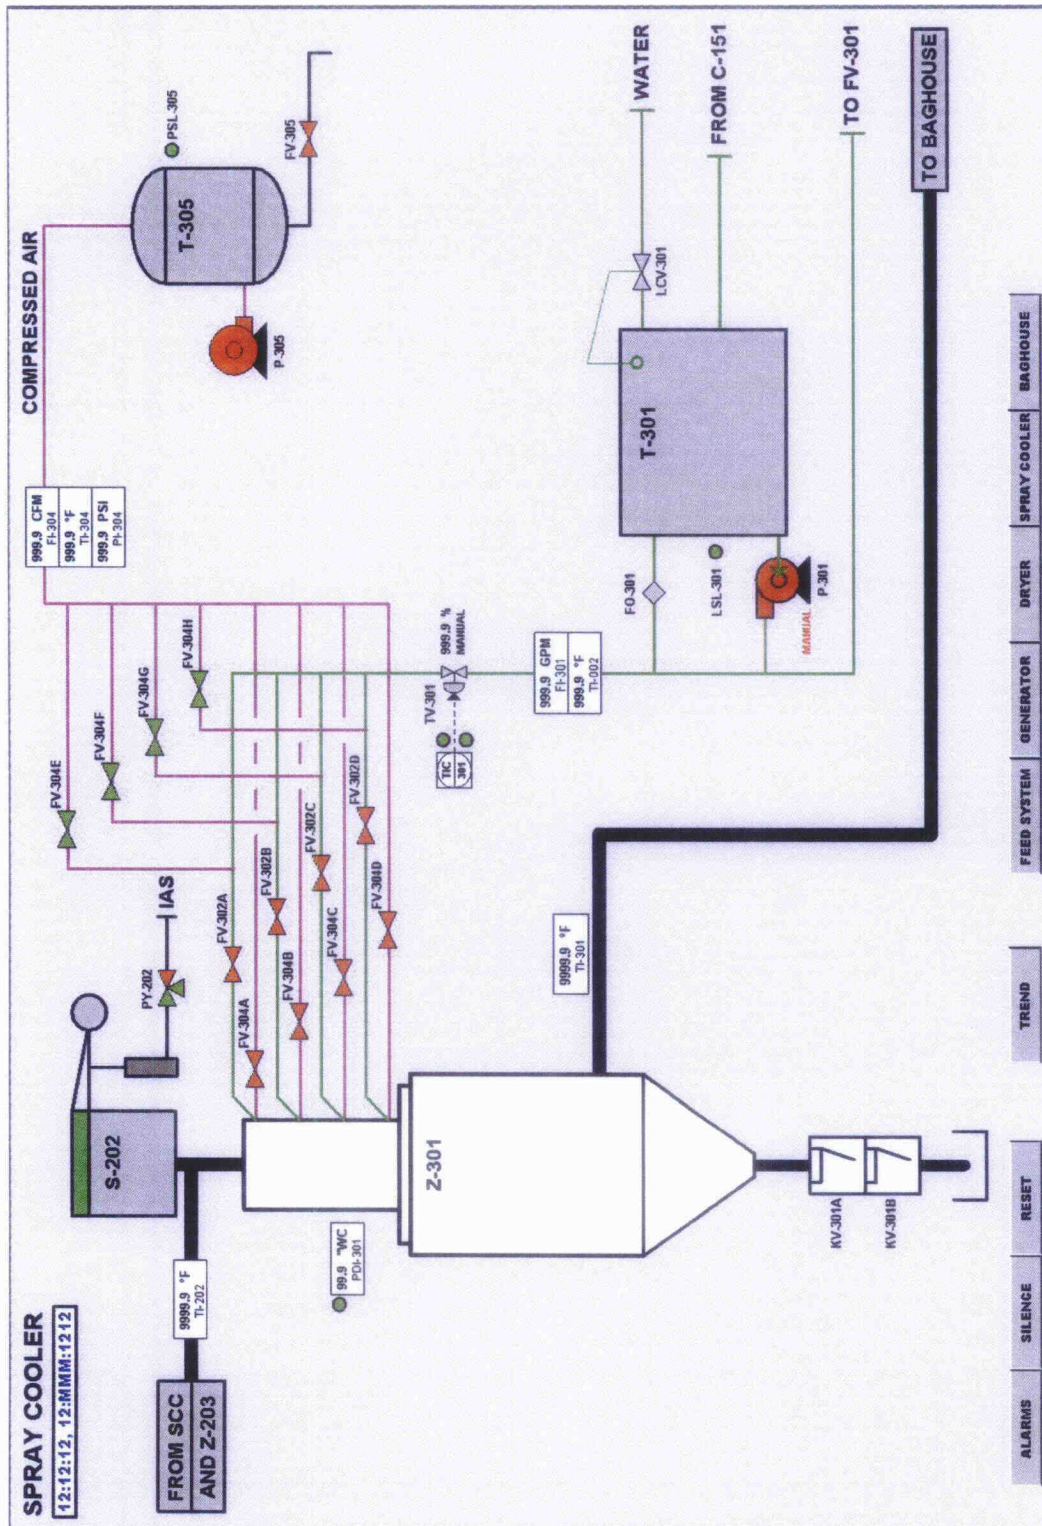 SPRAY COOLER
12:12:12, 12:MMM:1212
FROM SCC
AND Z-203
9999.9 °F
TI-202
S-202
PY-202
IAS
99.9 "WC
PDI-301
Z-301
KV-301A
KV-301B
FV-304E
FV-304F
FV-304G
FV-304H
FV-302A
FV-304A
FV-302B
FV-304B
FV-302C
FV-304C
FV-302D
FV-304D
COMPRESSED AIR
999.9 CFM
FI-304
999.9 °F
TI-304
999.9 PSI
PI-304
T-305
PSL-305
FV-305
P-305
TIC
301
TV-301
999.9 %
MANUAL
999.9 GPM
FI-301
999.9 °F
TI-002
FO-301
T-301
LSL-301
P-301
MANUAL
LCV-301
WATER
FROM C-151
TO FV-301
9999.9 °F
TI-301
TO BAGHOUSE
ALARMS
SILENCE
RESET
TREND
FEED SYSTEM
GENERATOR
DRYER
SPRAY COOLER
BAGHOUSE